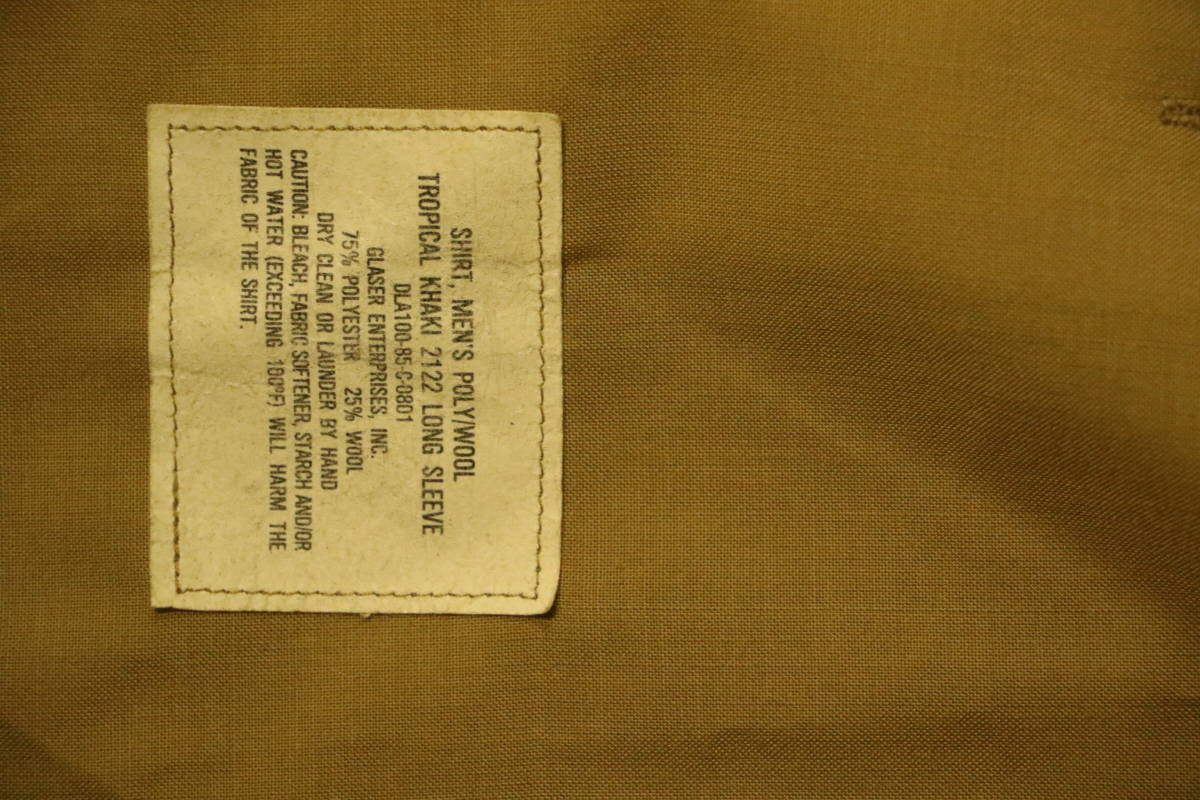 SHIRT, MEN'S POLY/WOOL
TROPICAL KHAKI 2122 LONG SLEEVE
DLA100-85-C-0801
GLASER ENTERPRISES, INC.
75% POLYESTER 25% WOOL
DRY CLEAN OR LAUNDER BY HAND
CAUTION: BLEACH, FABRIC SOFTENER, STARCH AND/OR
HOT WATER (EXCEEDING 100°F) WILL HARM THE
FABRIC OF THE SHIRT.